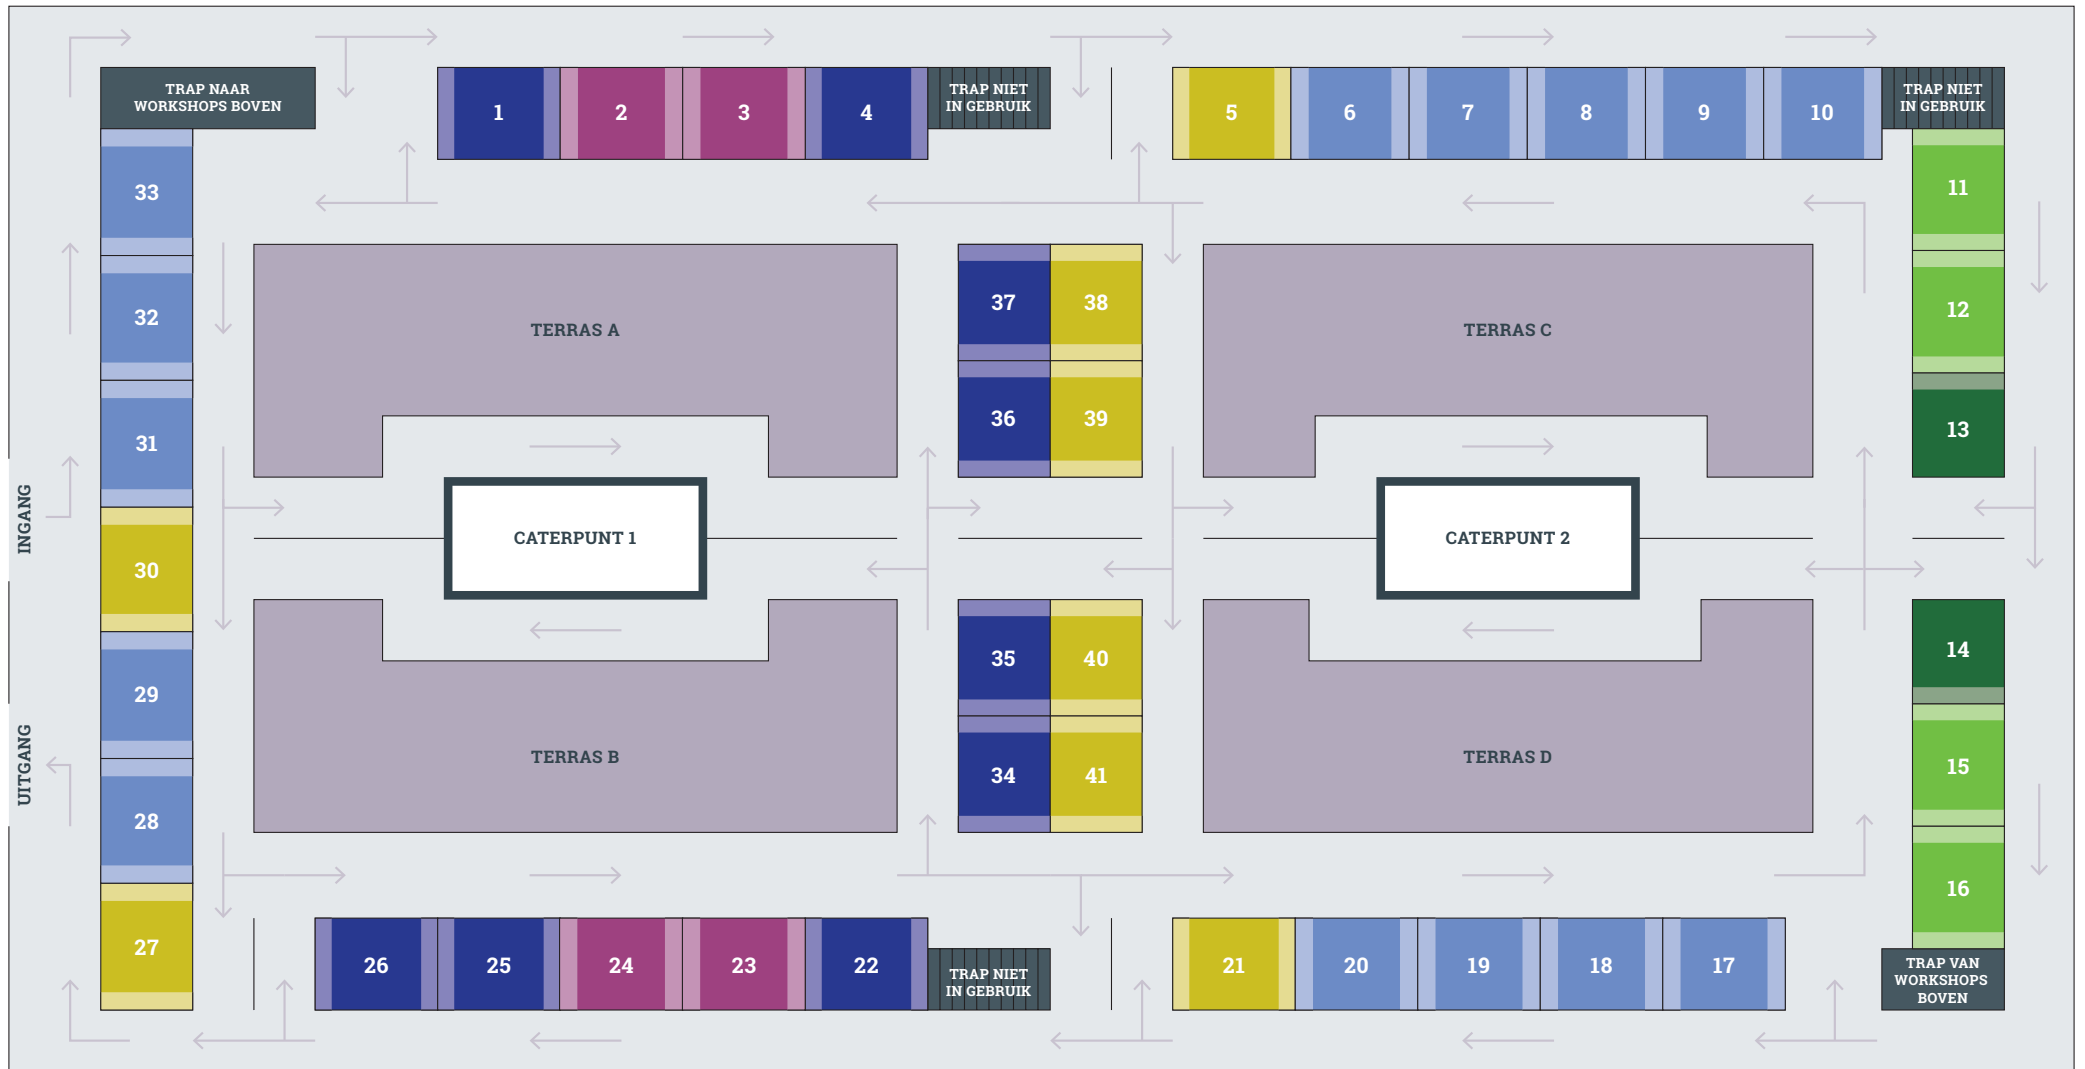 TRAP NAAR
WORKSHOPS BOVEN
1
2
3
4
TRAP NIET
IN GEBRUIK
5
6
7
8
9
10
TRAP NIET
IN GEBRUIK
33
11
32
37
38
12
TERRAS A
TERRAS C
31
36
39
13
INGANG
30
CATERPUNT 1
CATERPUNT 2
29
35
40
14
UITGANG
TERRAS B
34
41
TERRAS D
15
28
16
27
26
25
24
23
22
TRAP NIET
IN GEBRUIK
21
20
19
18
17
TRAP VAN
WORKSHOPS
BOVEN